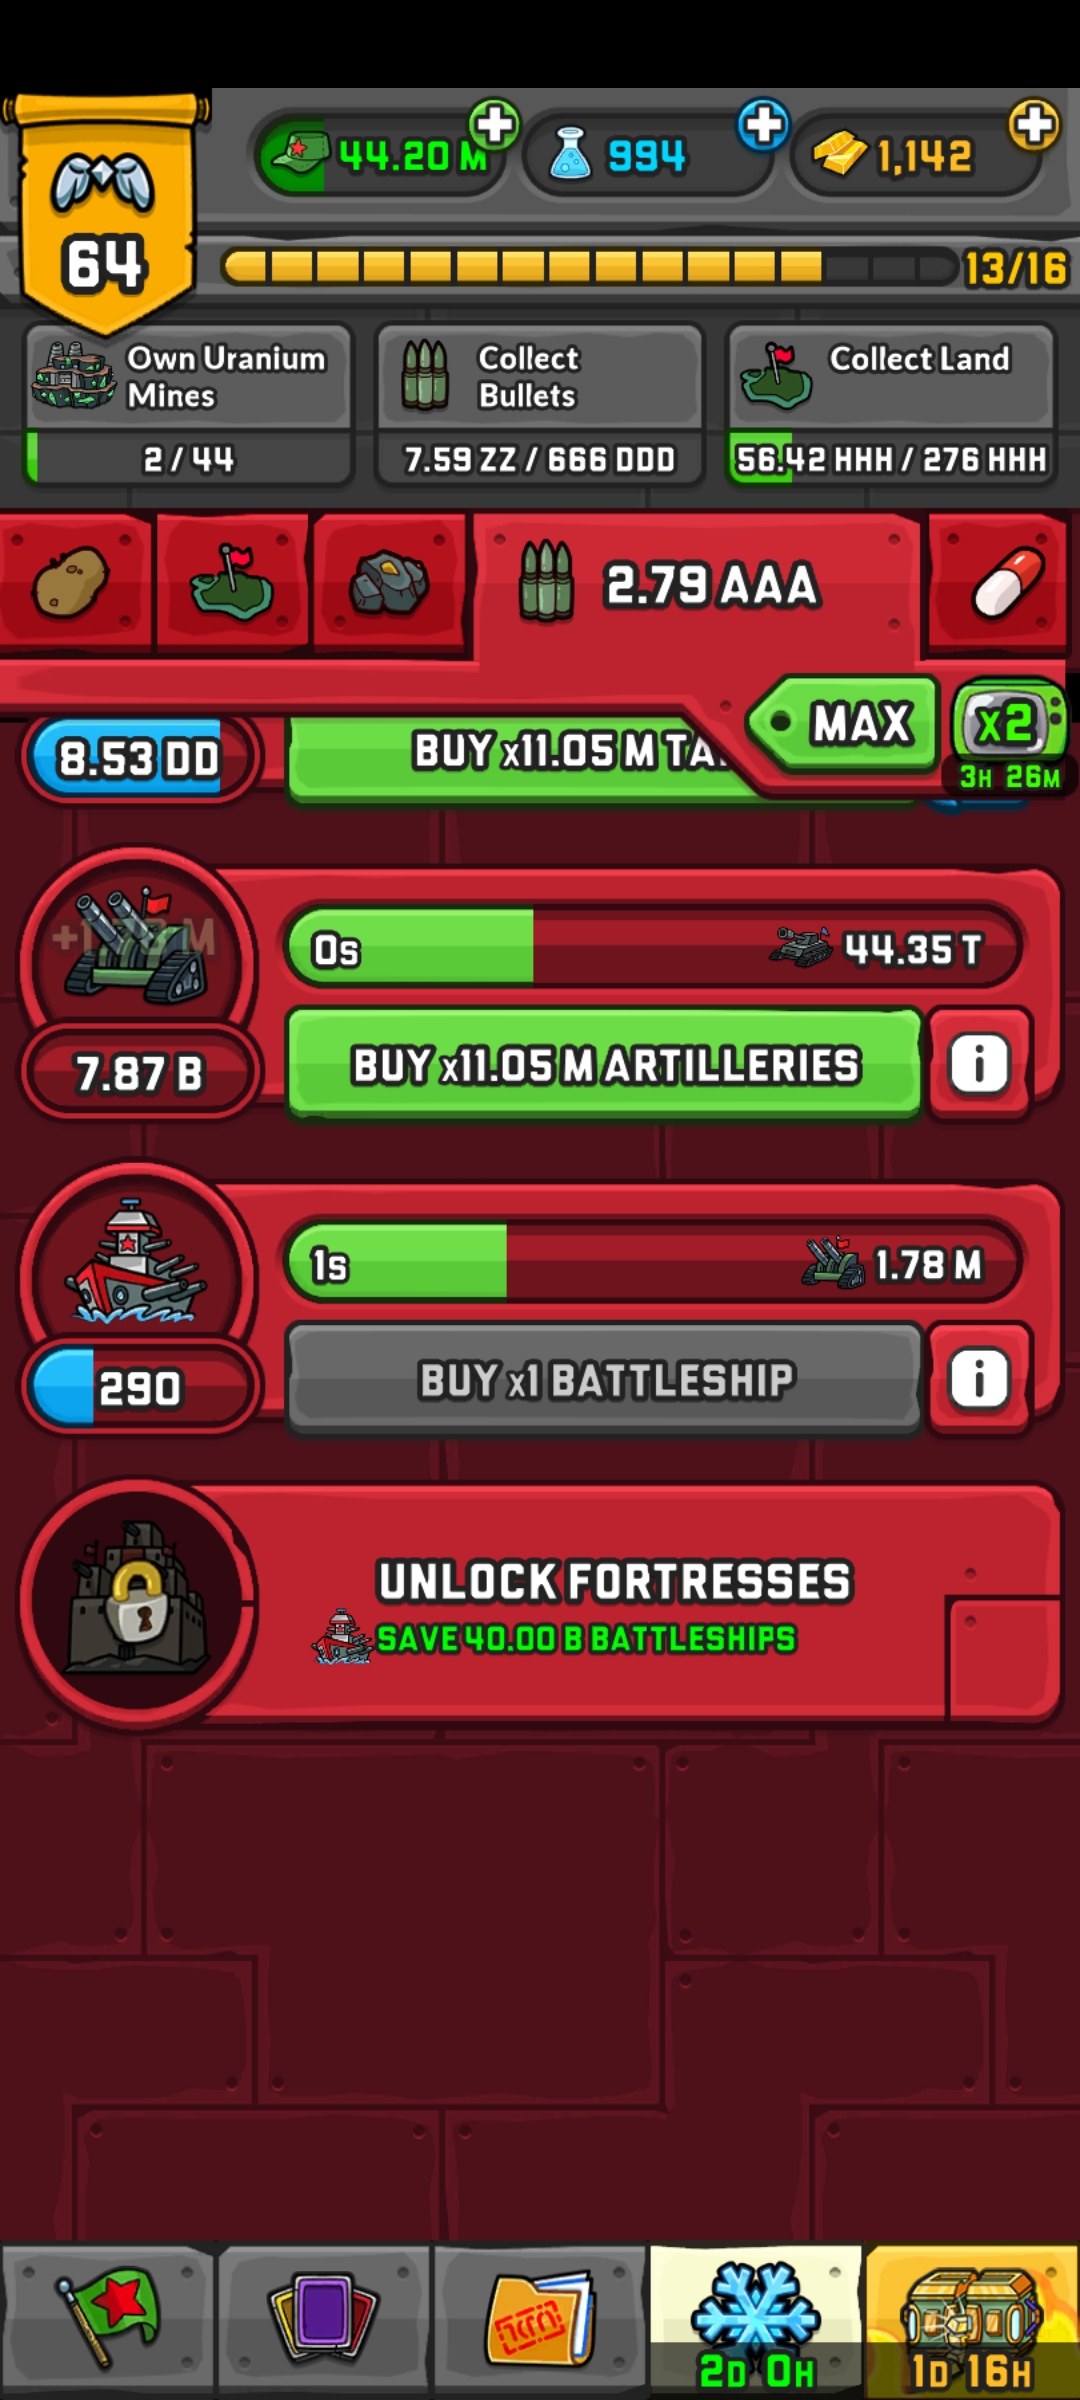 44.20 M
994
1,142
64
13/16
Own Uranium
Mines
2 / 44
Collect
Bullets
7.59 ZZ / 666 DDD
Collect Land
56.42 HHH / 276 HHH
2.79 AAA
MAX
x2
3H 26M
8.53 DD
BUY x11.05 M TA
0s
44.35 T
7.87 B
BUY x11.05 M ARTILLERIES
i
1s
1.78 M
290
BUY x1 BATTLESHIP
i
UNLOCK FORTRESSES
SAVE 40.00 B BATTLESHIPS
2D 0H
1D 16H